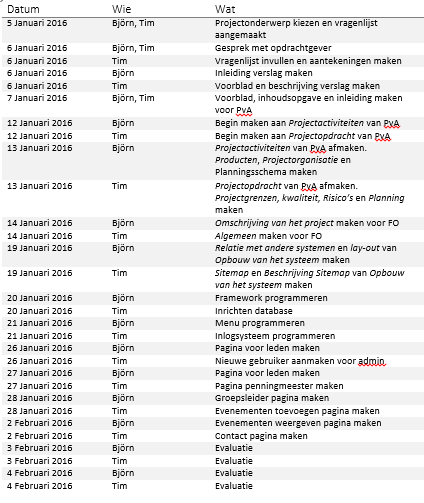 Datum Wie Wat
5 Januari 2016 Björn, Tim Projectonderwerp kiezen en vragenlijst
aangemaakt
6 Januari 2016 Björn, Tim Gesprek met opdrachtgever
6 Januari 2016 Tim Vragenlijst invullen en aantekeningen maken
6 Januari 2016 Björn Inleiding verslag maken
6 Januari 2016 Tim Voorblad en beschrijving verslag maken
7 Januari 2016 Björn, Tim Voorblad, inhoudsopgave en inleiding maken
voor PvA
12 Januari 2016 Björn Begin maken aan Projectactiviteiten van PvA
12 Januari 2016 Tim Begin maken aan Projectopdracht van PvA
13 Januari 2016 Björn Projectactiviteiten van PvA afmaken.
Producten, Projectorganisatie en
Planningsschema maken
13 Januari 2016 Tim Projectopdracht van PvA afmaken.
Projectgrenzen, kwaliteit, Risico's en Planning
maken
14 Januari 2016 Björn Omschrijving van het project maken voor FO
14 Januari 2016 Tim Algemeen maken voor FO
19 Januari 2016 Björn Relatie met andere systemen en lay-out van
Opbouw van het systeem maken
19 Januari 2016 Tim Sitemap en Beschrijving Sitemap van Opbouw
van het systeem maken
20 Januari 2016 Björn Framework programmeren
20 Januari 2016 Tim Inrichten database
21 Januari 2016 Björn Menu programmeren
21 Januari 2016 Tim Inlogsysteem programmeren
26 Januari 2016 Björn Pagina voor leden maken
26 Januari 2016 Tim Nieuwe gebruiker aanmaken voor admin.
27 Januari 2016 Björn Pagina voor leden maken
27 Januari 2016 Tim Pagina penningmeester maken
28 Januari 2016 Björn Groepsleider pagina maken
28 Januari 2016 Tim Evenementen toevoegen pagina maken
2 Februari 2016 Björn Evenementen weergeven pagina maken
2 Februari 2016 Tim Contact pagina maken
3 Februari 2016 Björn Evaluatie
3 Februari 2016 Tim Evaluatie
4 Februari 2016 Björn Evaluatie
4 Februari 2016 Tim Evaluatie